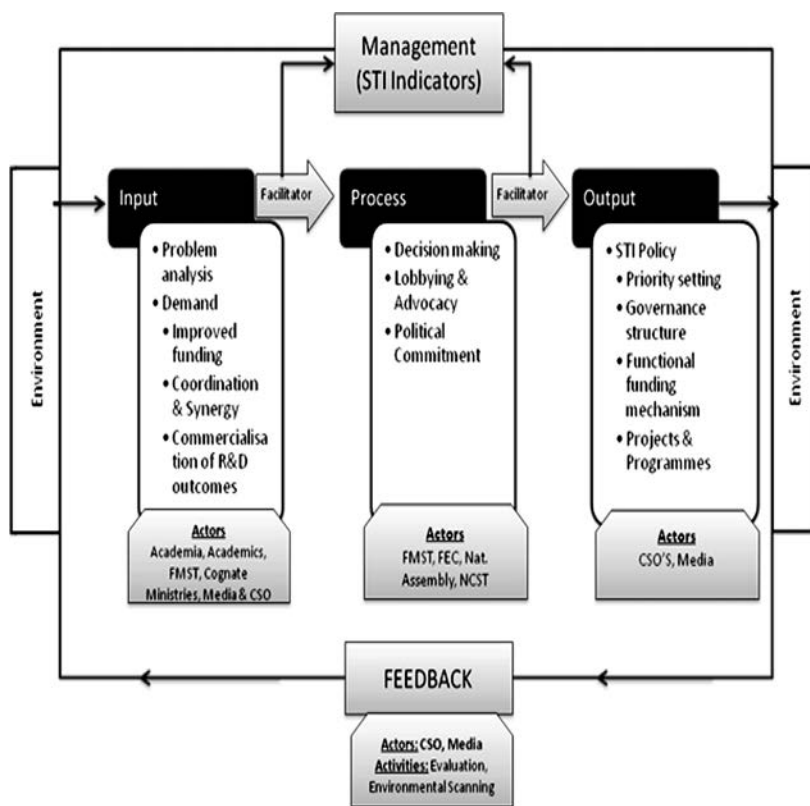 Management
(STI Indicators)
Environment
Input
• Problem
analysis
• Demand
• Improved
funding
• Coordination
& Synergy
• Commercialisa
tion of R&D
outcomes
Actors
Academia, Academics,
FMST, Cognate
Ministries, Media & CSO
Facilitator
Process
• Decision making
• Lobbying &
Advocacy
• Political
Commitment
Actors
FMST, FEC, Nat.
Assembly, NCST
Facilitator
Output
• STI Policy
• Priority setting
• Governance
structure
• Functional
funding
mechanism
• Projects &
Programmes
Actors
CSO'S, Media
Environment
FEEDBACK
Actors: CSO, Media
Activities: Evaluation,
Environmental Scanning